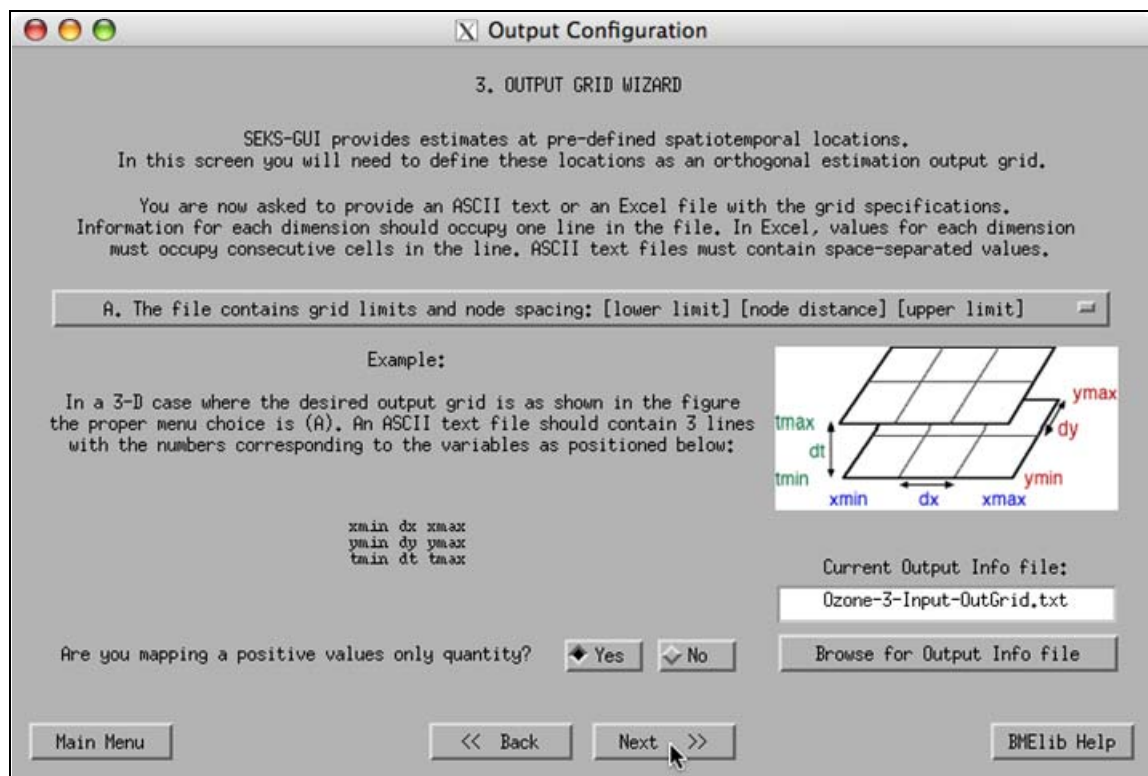 Output Configuration
3. OUTPUT GRID WIZARD
SEKS-GUI provides estimates at pre-defined spatiotemporal locations.
In this screen you will need to define these locations as an orthogonal estimation output grid.
You are now asked to provide an ASCII text or an Excel file with the grid specifications.
Information for each dimension should occupy one line in the file. In Excel, values for each dimension
must occupy consecutive cells in the line. ASCII text files must contain space-separated values.
A. The file contains grid limits and node spacing: [lower limit] [node distance] [upper limit]
Example:
In a 3-D case where the desired output grid is as shown in the figure
the proper menu choice is (A). An ASCII text file should contain 3 lines
with the numbers corresponding to the variables as positioned below:
xmin dx xmax
ymin dy ymax
tmin dt tmax
tmax
dt
tmin
ymax
dy
ymin
xmin dx xmax
Current Output Info file:
Ozone-3-Input-OutGrid.txt
Are you mapping a positive values only quantity? Yes No
Browse for Output Info file
Main Menu
<< Back
Next >>
BMElib Help